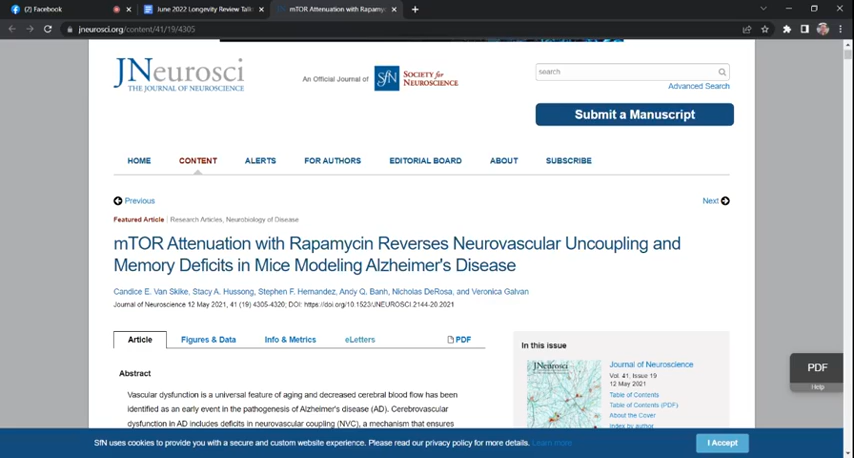 (2) Facebook
June 2022 Longevity Review Talk
mTOR Attenuation with Rapamyc
jneurosci.org/content/41/19/4305
JNeurosci
THE JOURNAL OF NEUROSCIENCE
An Official Journal of
SfN
SOCIETY for
NEUROSCIENCE
search
Advanced Search
Submit a Manuscript
HOME
CONTENT
ALERTS
FOR AUTHORS
EDITORIAL BOARD
ABOUT
SUBSCRIBE
Previous
Next
Featured Article | Research Articles, Neurobiology of Disease
mTOR Attenuation with Rapamycin Reverses Neurovascular Uncoupling and
Memory Deficits in Mice Modeling Alzheimer's Disease
Candice E. Van Skike, Stacy A. Hussong, Stephen F. Hernandez, Andy Q. Banh, Nicholas DeRosa, and Veronica Galvan
Journal of Neuroscience 12 May 2021, 41 (19) 4305-4320; DOI: https://doi.org/10.1523/JNEUROSCI.2144-20.2021
Article
Figures & Data
Info & Metrics
eLetters
PDF
Abstract
Vascular dysfunction is a universal feature of aging and decreased cerebral blood flow has been
identified as an early event in the pathogenesis of Alzheimer's disease (AD). Cerebrovascular
dysfunction in AD includes deficits in neurovascular coupling (NVC), a mechanism that ensures
In this issue
JNeurosci
Journal of Neuroscience
Vol. 41, Issue 19
12 May 2021
Table of Contents
Table of Contents (PDF)
About the Cover
Index by author
PDF
Help
SfN uses cookies to provide you with a secure and custom website experience. Please read our privacy policy for more details. Learn more
I Accept